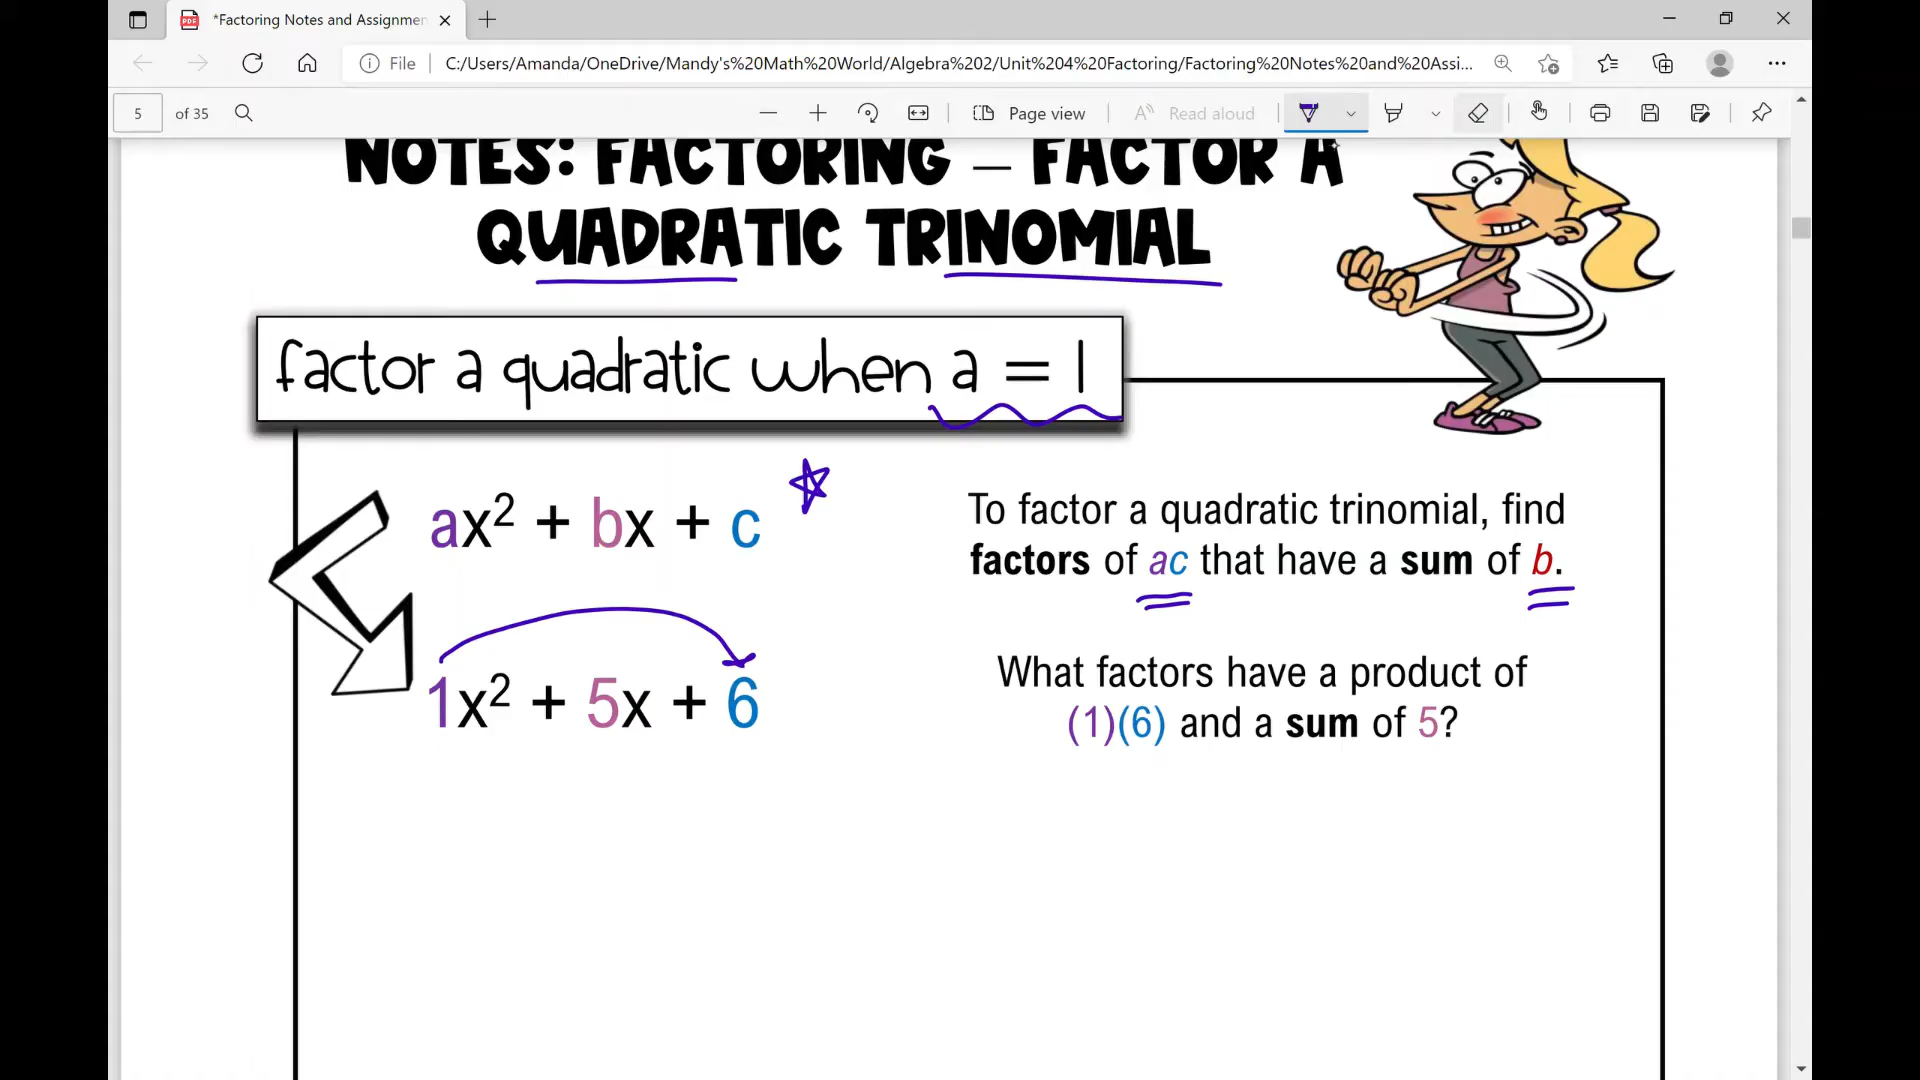 *Factoring Notes and Assignmen
File
C:/Users/Amanda/OneDrive/Mandy's%20Math%20World/Algebra%202/Unit%204%20Factoring/Factoring%20Notes%20and%20Assi...
5 of 35
Page view
Read aloud
NOTES: FACTORING – FACTOR A
QUADRATIC TRINOMIAL
factor a quadratic when a = 1
ax² + bx + c
To factor a quadratic trinomial, find
factors of ac that have a sum of b.
1x² + 5x + 6
What factors have a product of
(1)(6) and a sum of 5?